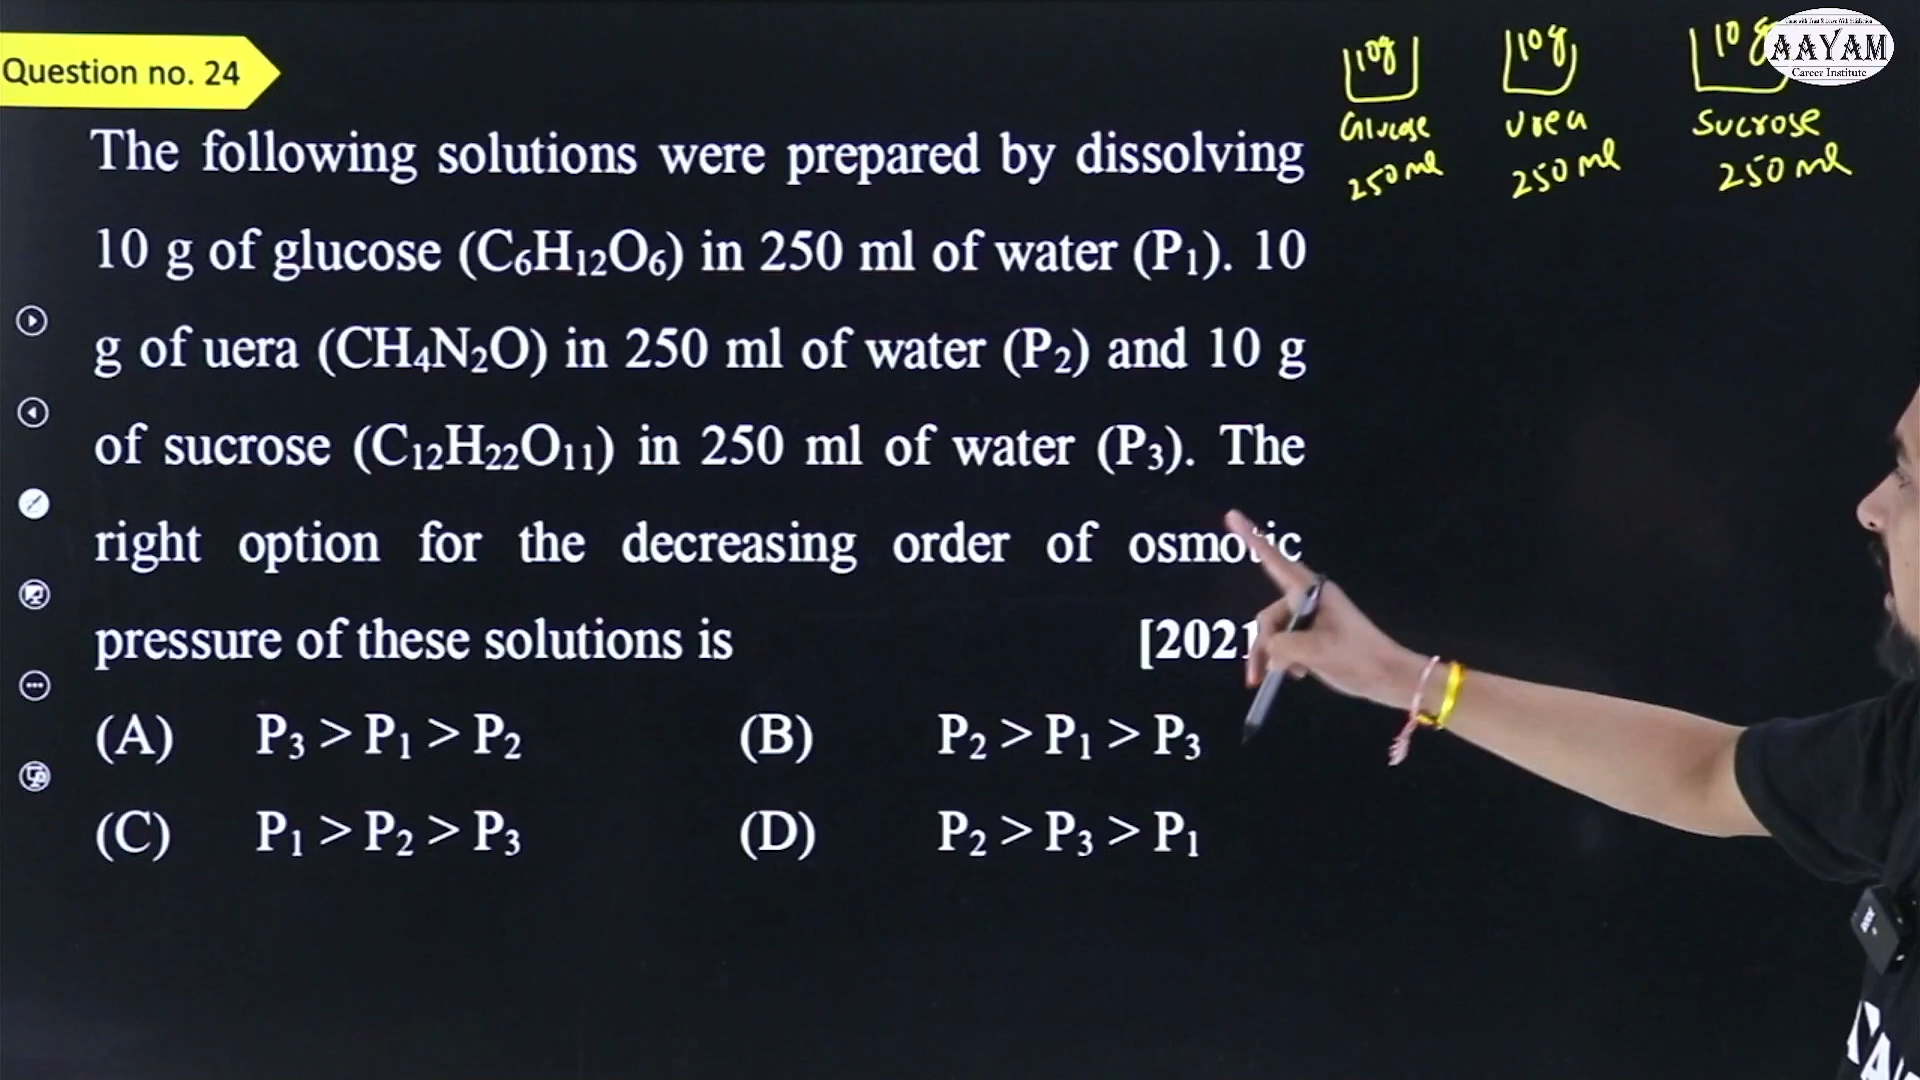 Question no. 24
The following solutions were prepared by dissolving
10 g of glucose (C₆H₁₂O₆) in 250 ml of water (P₁). 10
g of uera (CH₄N₂O) in 250 ml of water (P₂) and 10 g
of sucrose (C₁₂H₂₂O₁₁) in 250 ml of water (P₃). The
right option for the decreasing order of osmotic
pressure of these solutions is [2021
(A) P₃ > P₁ > P₂ (B) P₂ > P₁ > P₃
(C) P₁ > P₂ > P₃ (D) P₂ > P₃ > P₁
10g 10g 10g
Glucose Urea Sucrose
250 ml 250 ml 250 ml
AAYAM
Career Institute